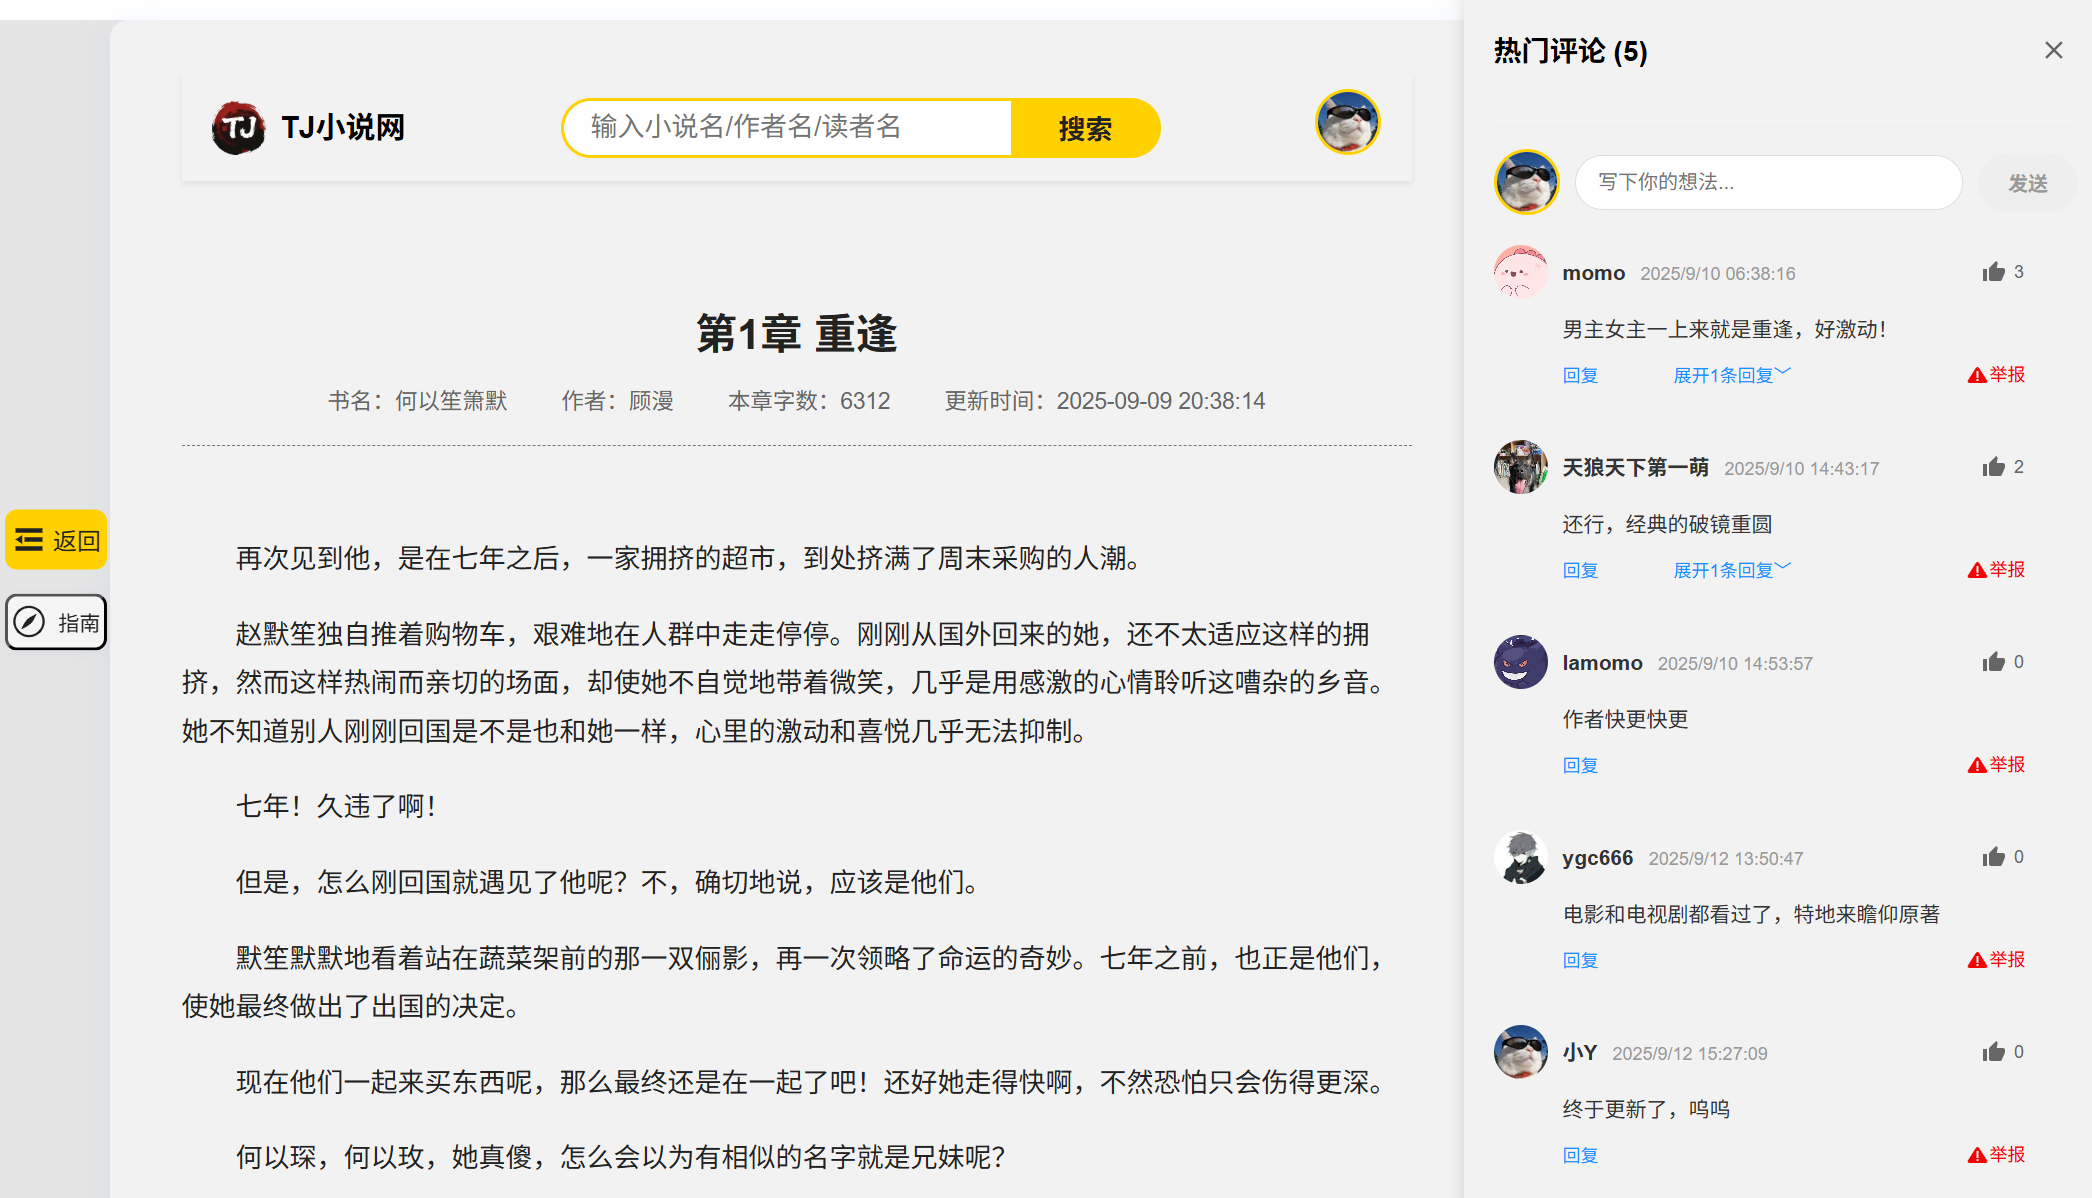 TJ
TJ小说网
输入小说名/作者名/读者名
搜索
返回
指南
第1章 重逢
书名：何以笙箫默 作者：顾漫 本章字数：6312 更新时间：2025-09-09 20:38:14
再次见到他，是在七年之后，一家拥挤的超市，到处挤满了周末采购的人潮。
赵默笙独自推着购物车，艰难地在人群中走走停停。刚刚从国外回来的她，还不太适应这样的拥
挤，然而这样热闹而亲切的场面，却使她不自觉地带着微笑，几乎是用感激的心情聆听这嘈杂的乡音。
她不知道别人刚刚回国是不是也和她一样，心里的激动和喜悦几乎无法抑制。
七年！久违了啊！
但是，怎么刚回国就遇见了他呢？不，确切地说，应该是他们。
默笙默默地看着站在蔬菜架前的那一双俪影，再一次领略了命运的奇妙。七年之前，也正是他们，
使她最终做出了出国的决定。
现在他们一起来买东西呢，那么最终还是在一起了吧！还好她走得快啊，不然恐怕只会伤得更深。
何以琛，何以玫，她真傻，怎么会以为有相似的名字就是兄妹呢？
热门评论 (5)
写下你的想法...
发送
momo 2025/9/10 06:38:16 3
男主女主一上来就是重逢，好激动！
回复 展开1条回复 举报
天狼天下第一萌 2025/9/10 14:43:17 2
还行，经典的破镜重圆
回复 展开1条回复 举报
lamomo 2025/9/10 14:53:57 0
作者快更快更
回复 举报
ygc666 2025/9/12 13:50:47 0
电影和电视剧都看过了，特地来瞻仰原著
回复 举报
小Y 2025/9/12 15:27:09 0
终于更新了，呜呜
回复 举报